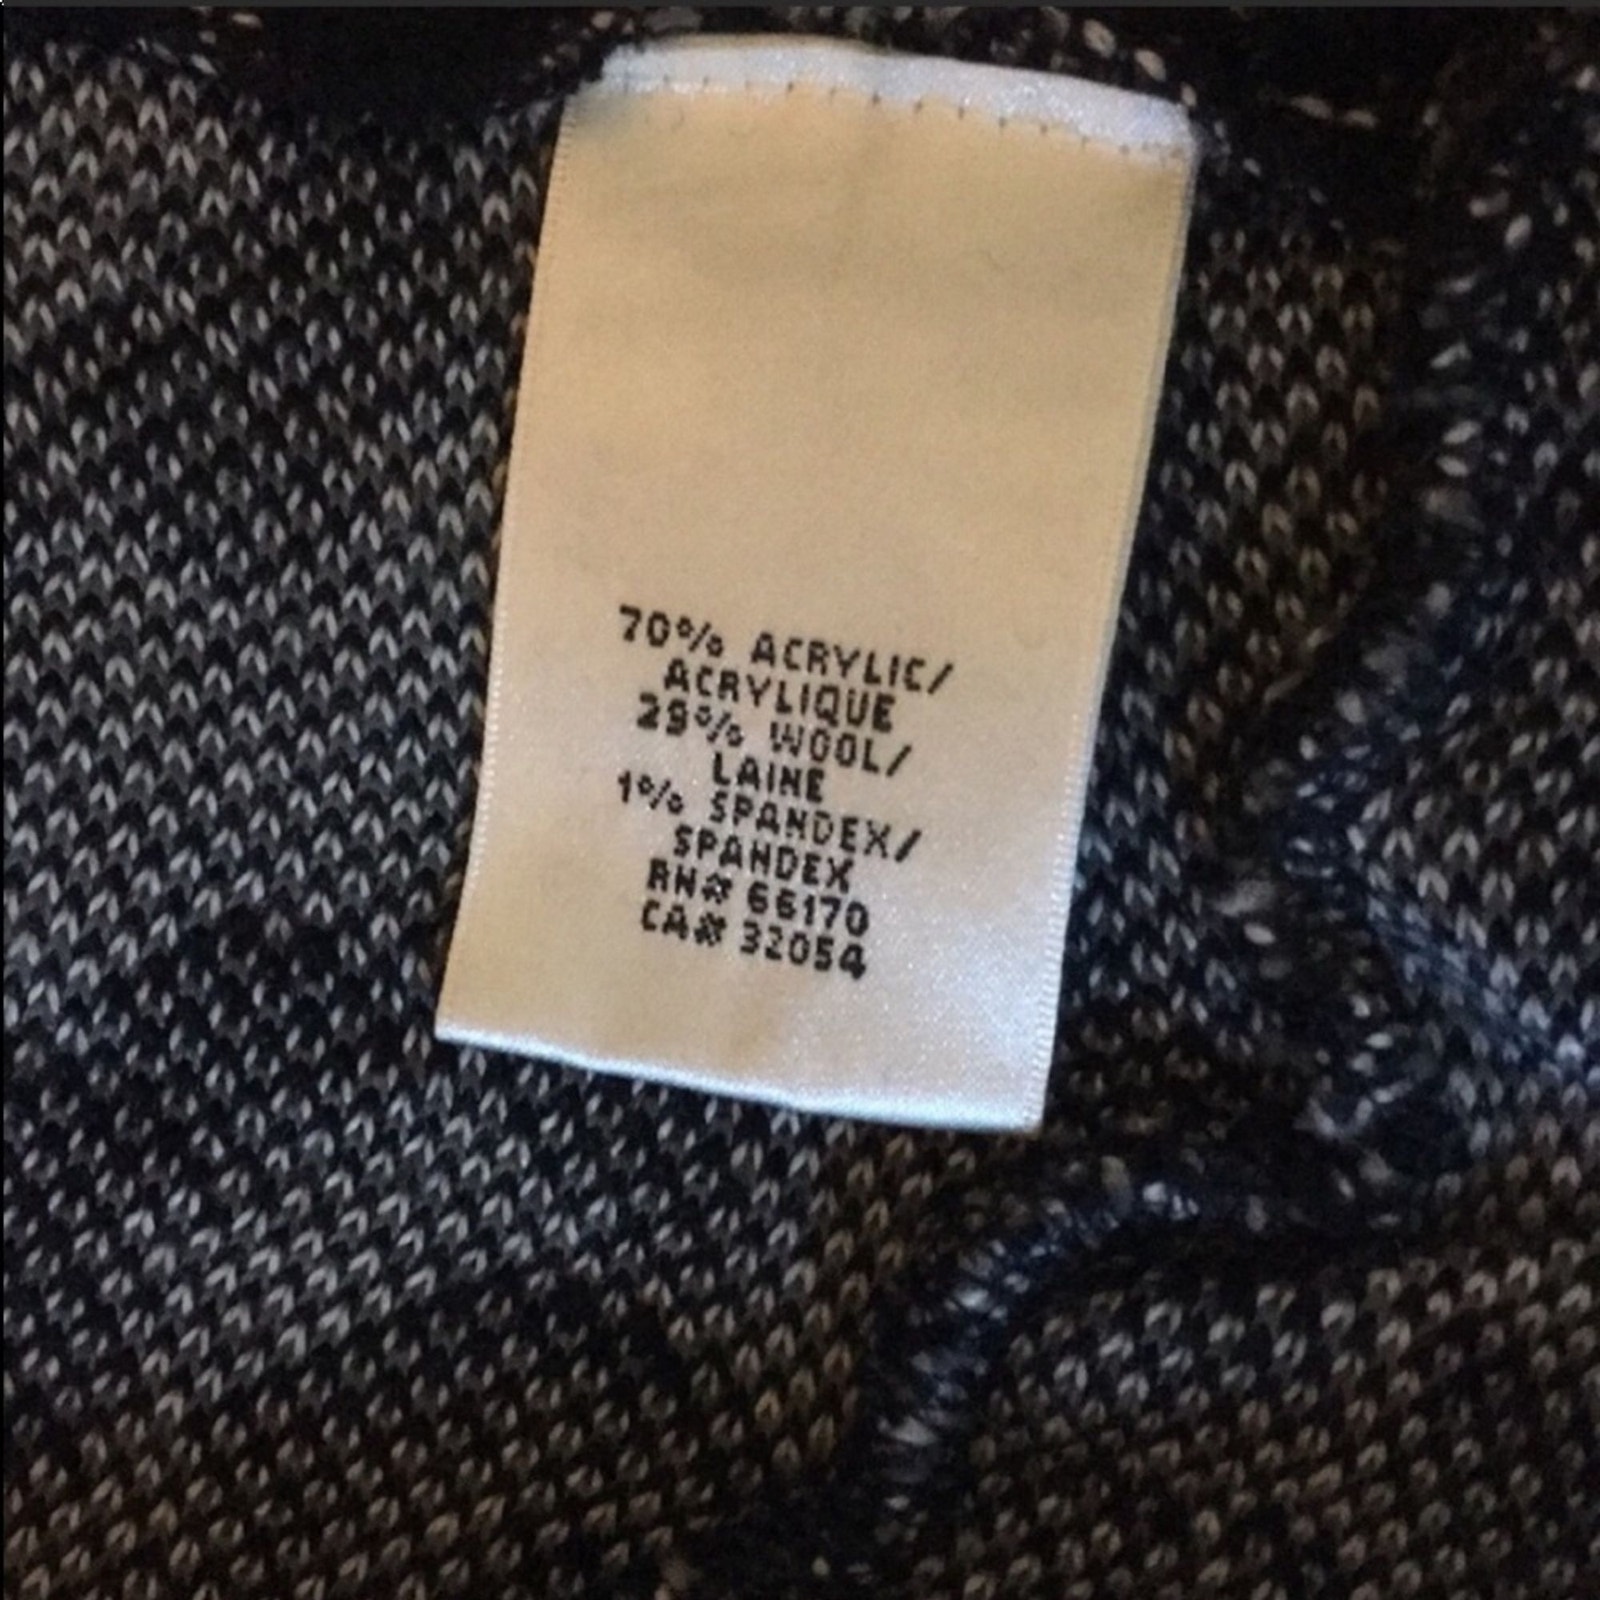 70% ACRYLIC/
ACRYLIQUE
29% WOOL/
LAINE
1% SPANDEX/
SPANDEX
RN# 66170
CA# 32054